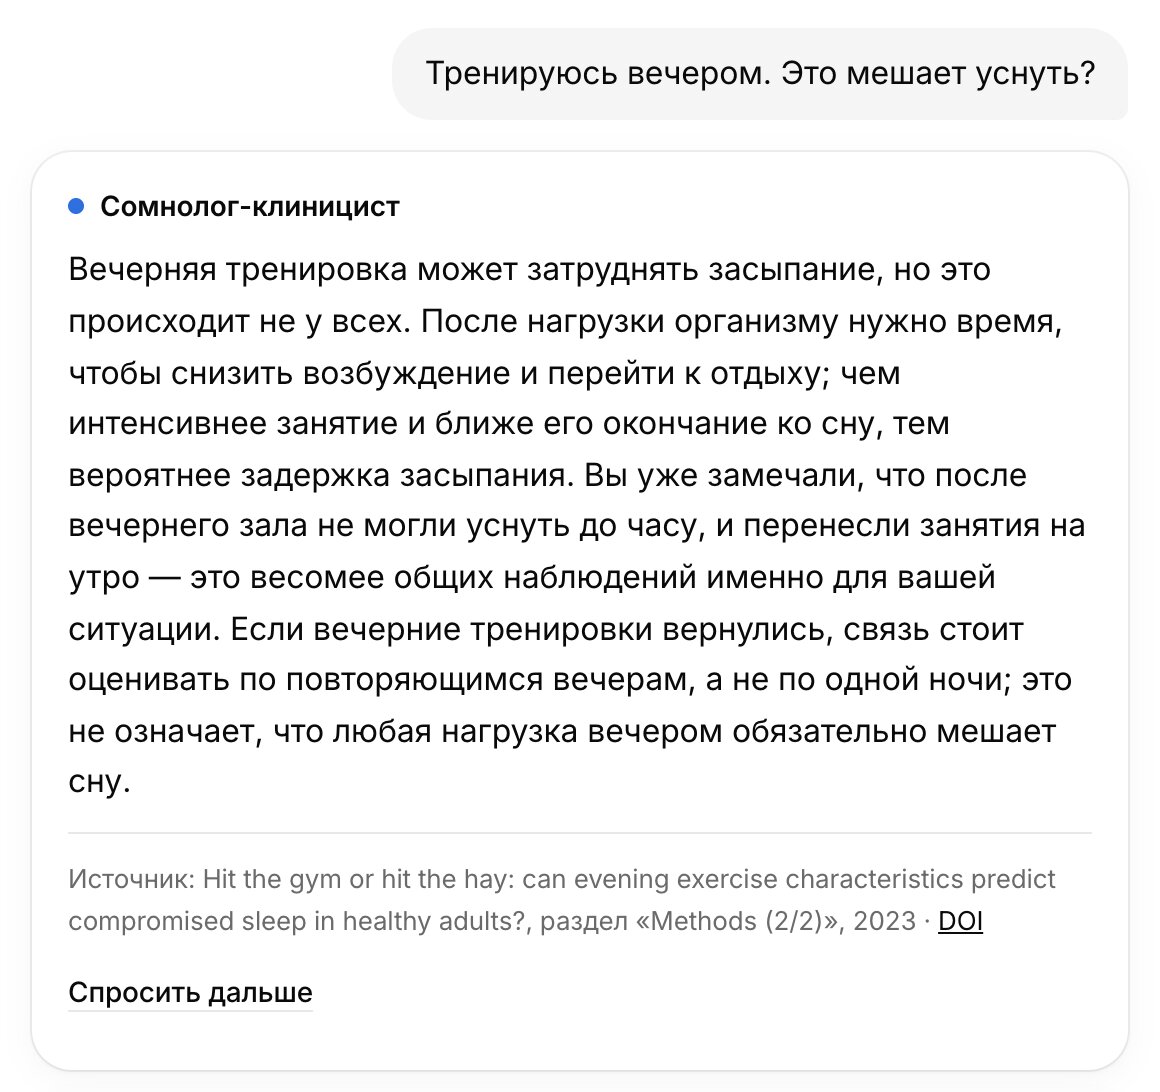 Тренируюсь вечером. Это мешает уснуть?
Сомнолог-клиницист
Вечерняя тренировка может затруднять засыпание, но это
происходит не у всех. После нагрузки организму нужно время,
чтобы снизить возбуждение и перейти к отдыху; чем
интенсивнее занятие и ближе его окончание ко сну, тем
вероятнее задержка засыпания. Вы уже замечали, что после
вечернего зала не могли уснуть до часу, и перенесли занятия на
утро — это весомее общих наблюдений именно для вашей
ситуации. Если вечерние тренировки вернулись, связь стоит
оценивать по повторяющимся вечерам, а не по одной ночи; это
не означает, что любая нагрузка вечером обязательно мешает
сну.
Источник: Hit the gym or hit the hay: can evening exercise characteristics predict
compromised sleep in healthy adults?, раздел «Methods (2/2)», 2023 · DOI
Спросить дальше